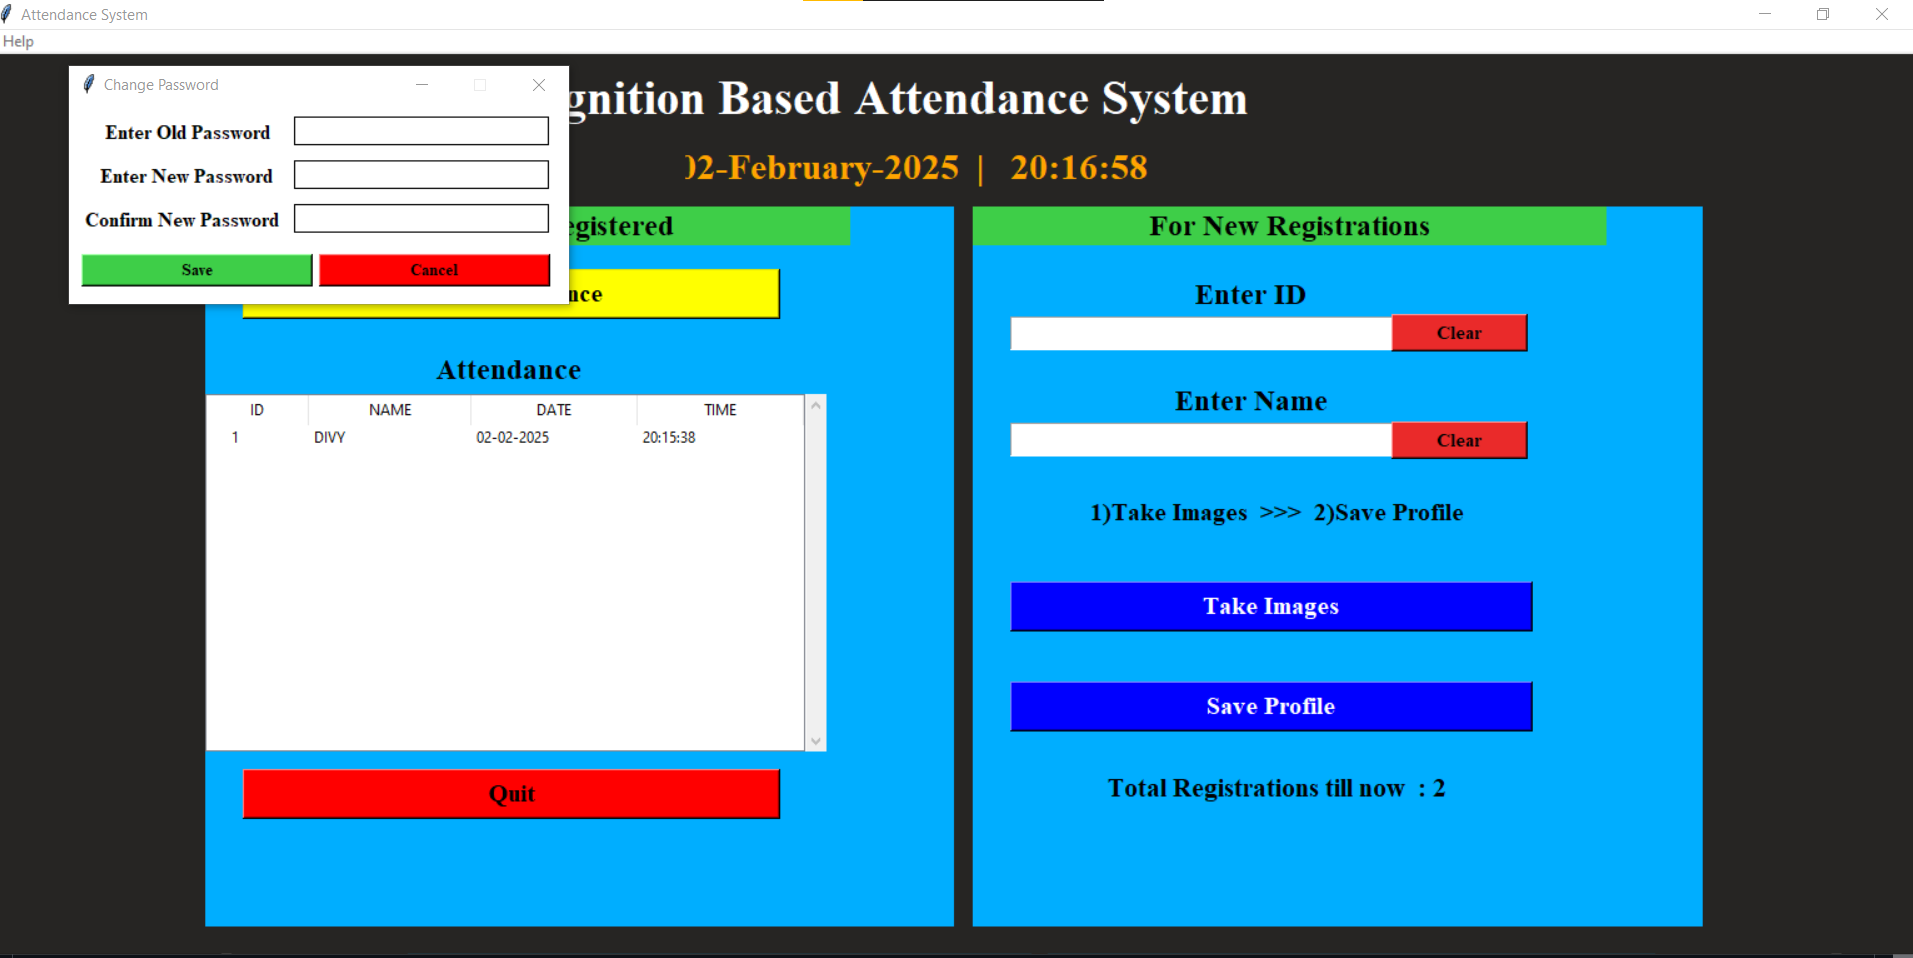 Attendance System
Help
Change Password
Enter Old Password
Enter New Password
Confirm New Password
Save Cancel
gnition Based Attendance System
02-February-2025 | 20:16:58
egistered
nce
Attendance
ID NAME DATE TIME
1 DIVY 02-02-2025 20:15:38
Quit
For New Registrations
Enter ID
Clear
Enter Name
Clear
1)Take Images >>> 2)Save Profile
Take Images
Save Profile
Total Registrations till now : 2